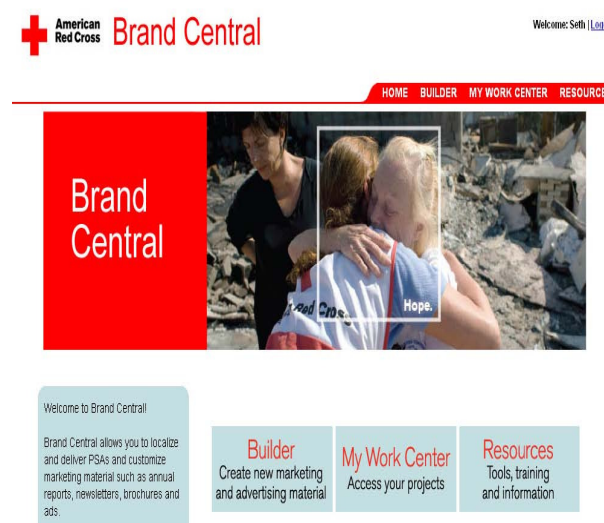 American
Red Cross
Brand Central
Welcome: Seth |
HOME BUILDER MY WORK CENTER
Brand
Central
Red Cross
Hope.
Welcome to Brand Central!
Brand Central allows you to localize
and deliver PSAs and customize
marketing material such as annual
reports, newsletters, brochures and
ads.
Builder
Create new marketing
and advertising material
My Work Center
Access your projects
Resources
Tools, training
and information